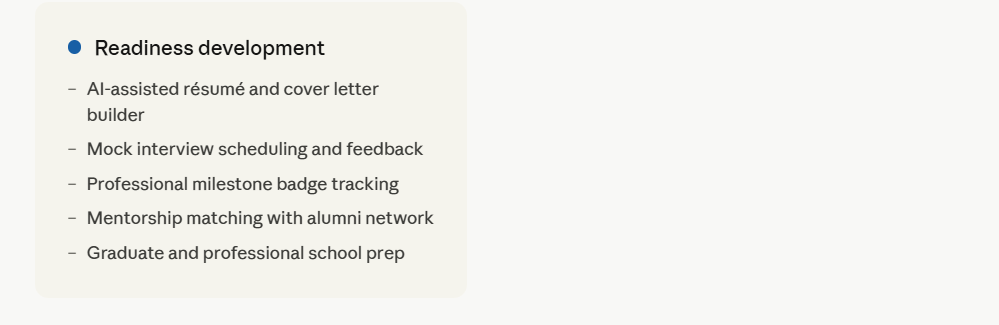 Readiness development
– AI-assisted résumé and cover letter
builder
– Mock interview scheduling and feedback
– Professional milestone badge tracking
– Mentorship matching with alumni network
– Graduate and professional school prep